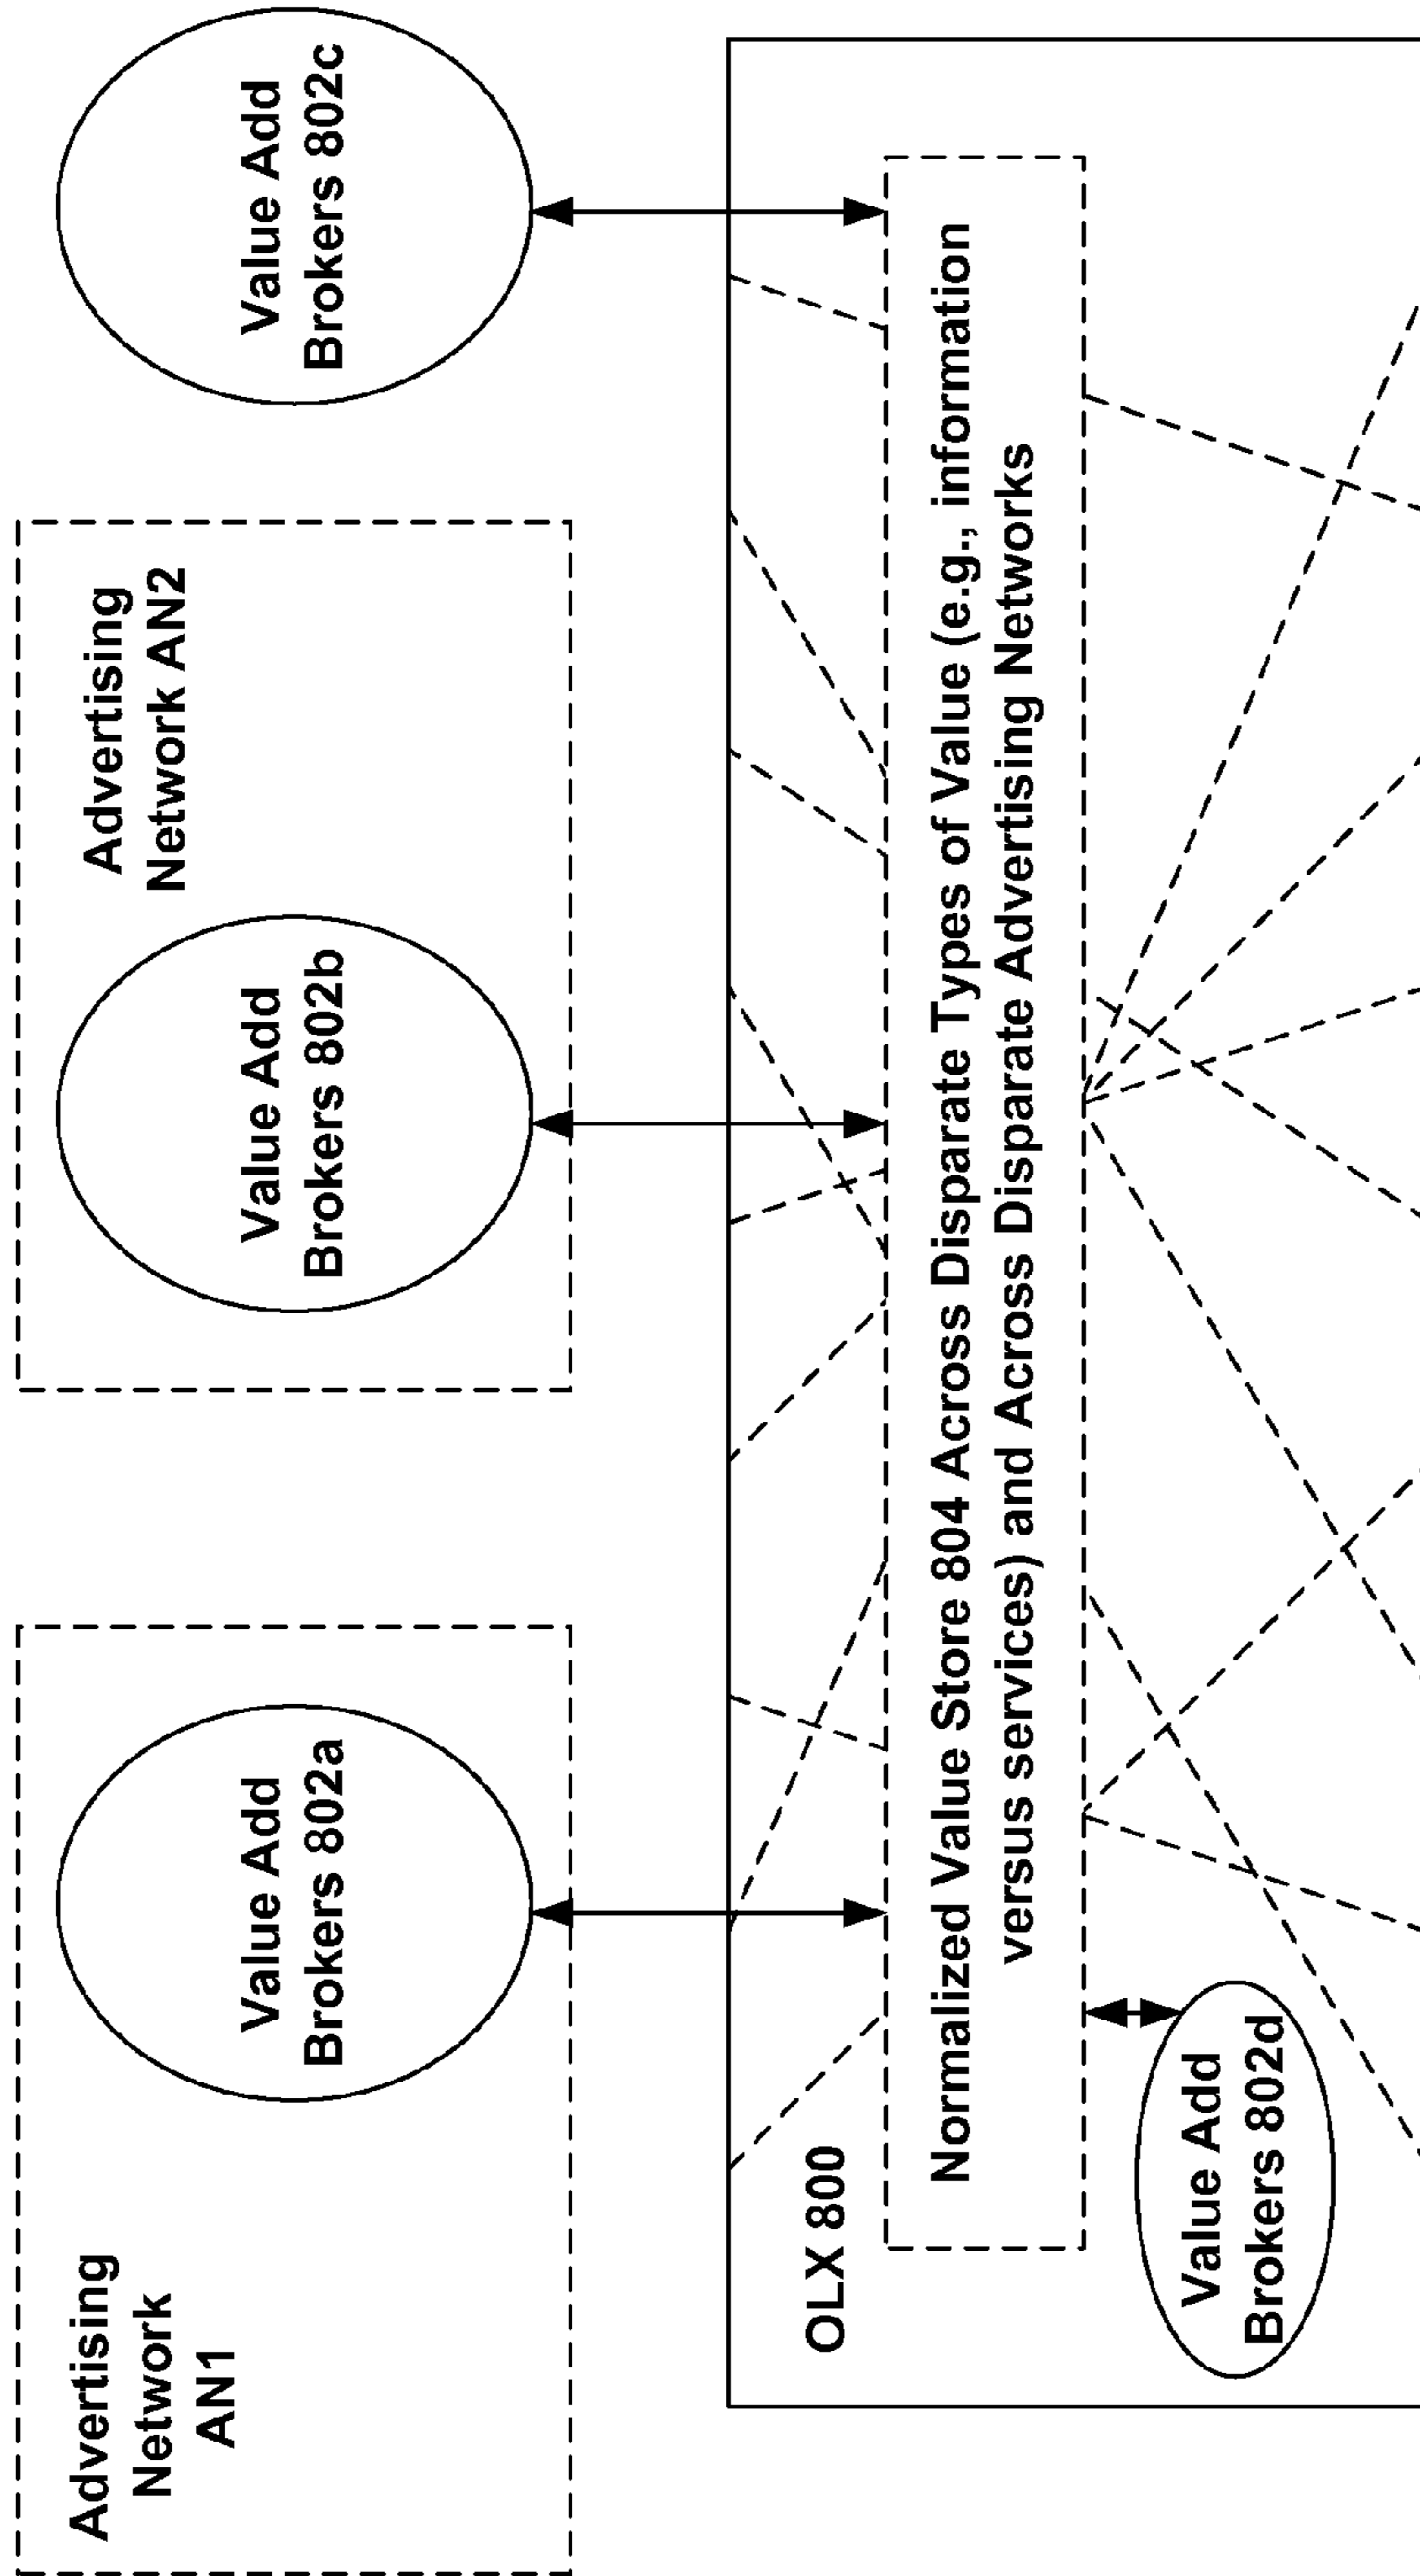 Advertising
Network
AN1
Value Add
Brokers 802a
Value Add
Brokers 802b
Advertising
Network AN2
Value Add
Brokers 802c
OLX 800
Normalized Value Store 804 Across Disparate Types of Value (e.g., information
versus services) and Across Disparate Advertising Networks
Value Add
Brokers 802d